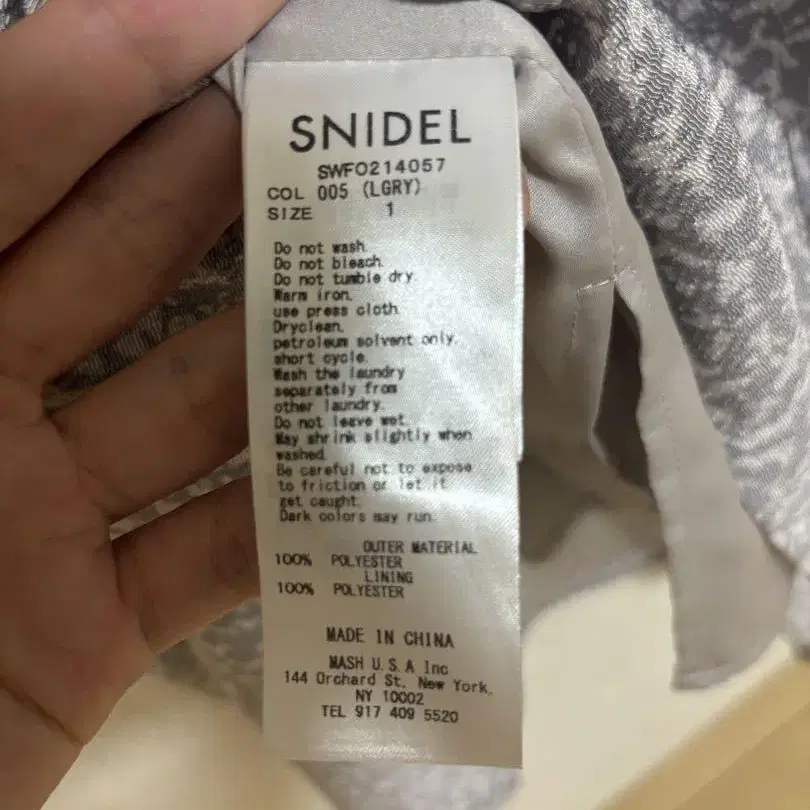 SNIDEL
SWFO214057
COL 005 (LGRY)
SIZE 1
Do not wash.
Do not bleach.
Do not tumble dry.
Warm iron.
use press cloth.
Dryclean.
petroleum solvent only.
short cycle.
Wash the laundry
separately from
other laundry.
Do not leave wet.
May shrink slightly when
washed.
Be careful not to expose
to friction or let it
get caught.
Dark colors may run.
OUTER MATERIAL
100% POLYESTER
LINING
100% POLYESTER
MADE IN CHINA
MASH U.S.A Inc
144 Orchard St. New York,
NY 10002
TEL 917 409 5520